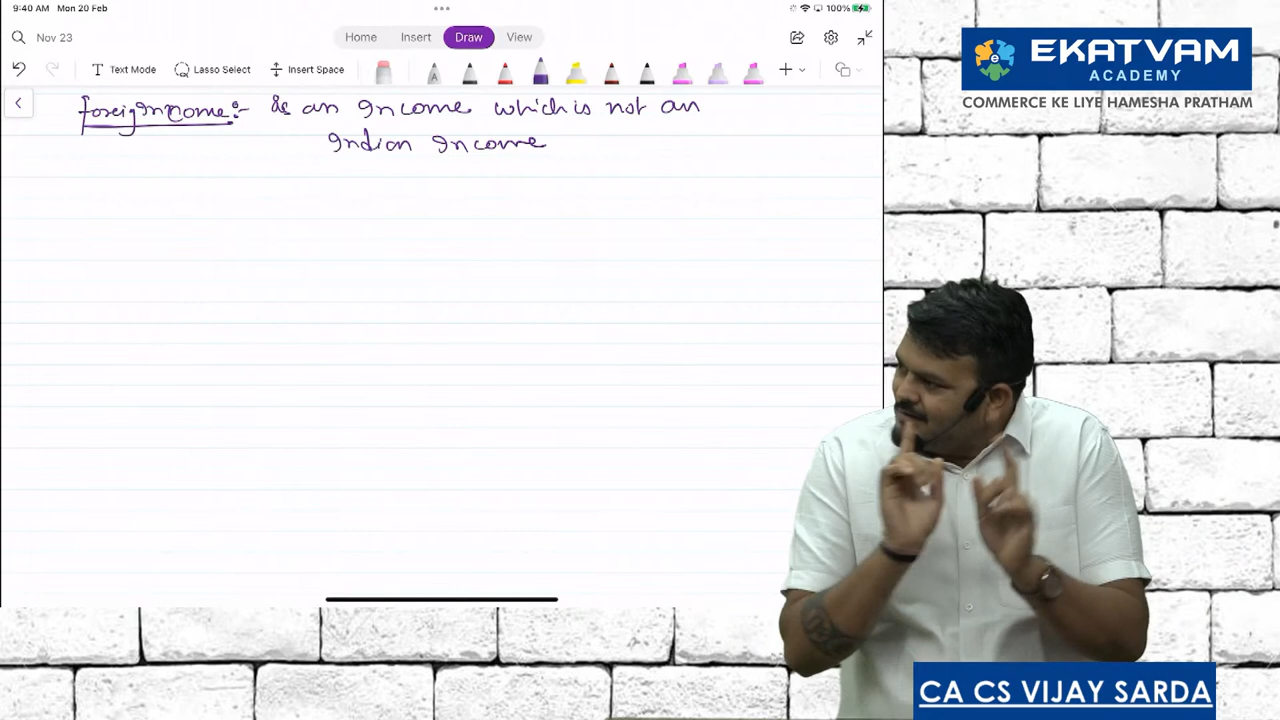 9:40 AM Mon 20 Feb
100%
Nov 23
Home Insert Draw View
Text Mode Lasso Select Insert Space
A
foreign Income:- is an Income which is not an
Indian Income
EKATVAM
ACADEMY
COMMERCE KE LIYE HAMESHA PRATHAM
CA CS VIJAY SARDA